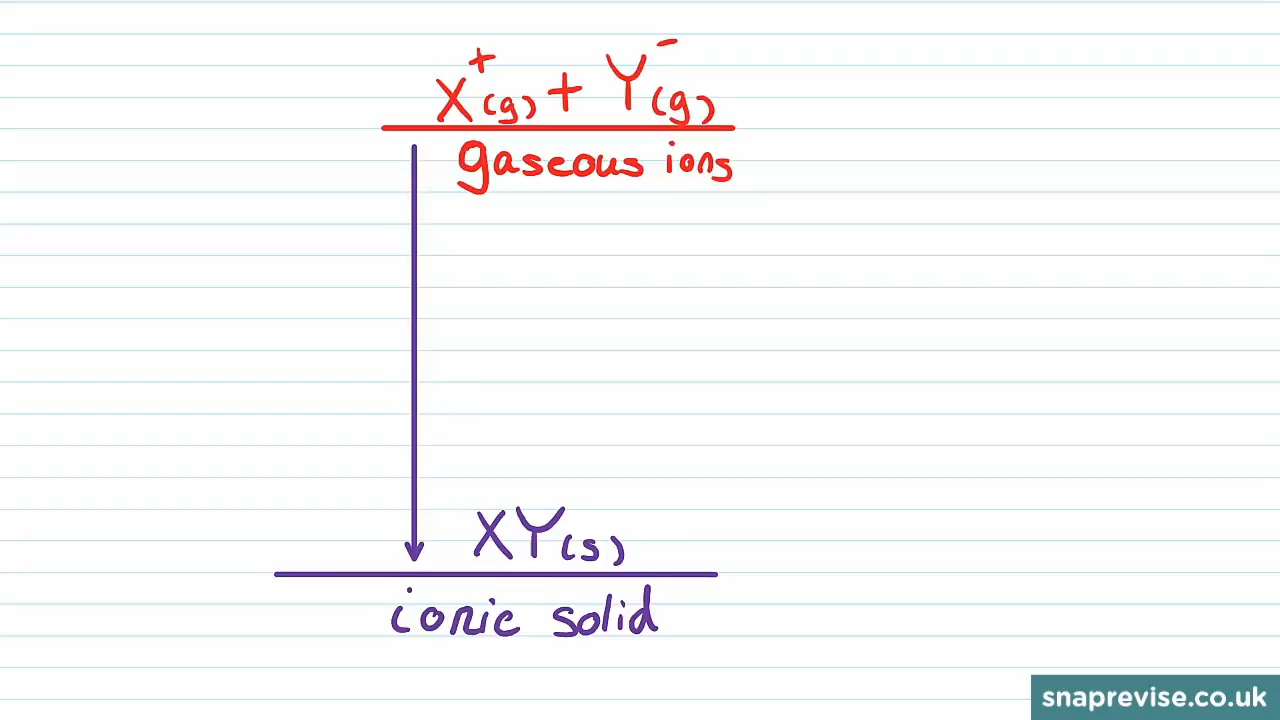 X⁺(g) + Y⁻(g)
gaseous ions
XY(s)
ionic solid
snaprevise.co.uk